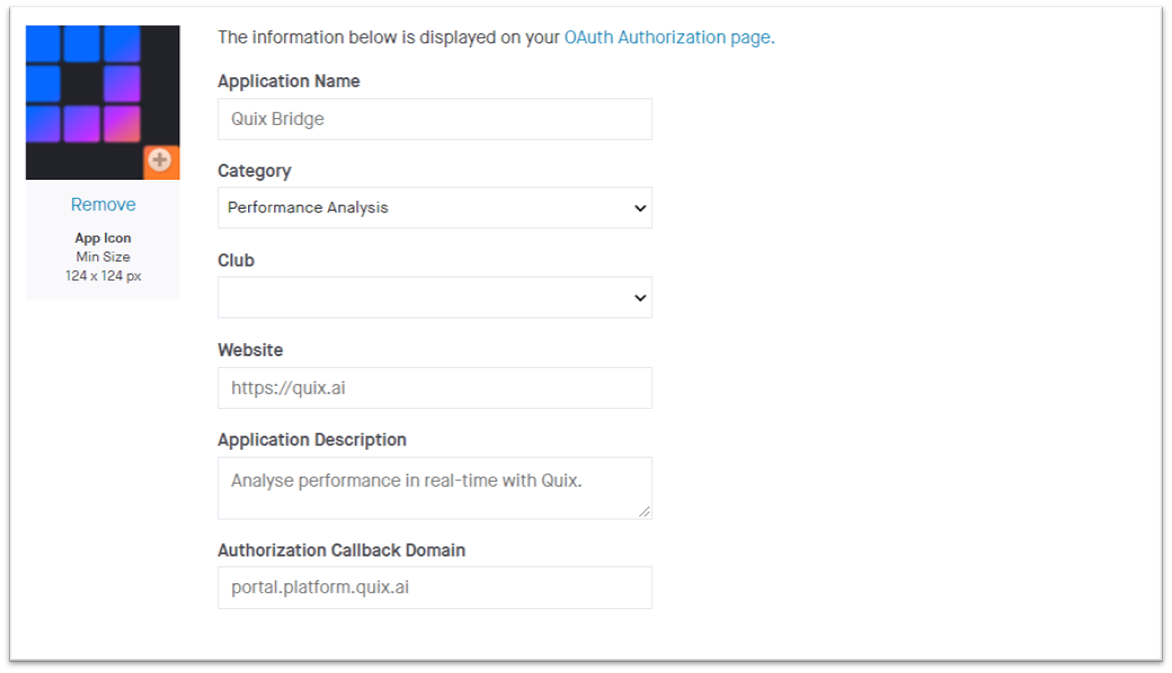 The information below is displayed on your OAuth Authorization page.
Remove
App Icon
Min Size
124 x 124 px
Application Name
Quix Bridge
Category
Performance Analysis
Club
Website
https://quix.ai
Application Description
Analyse performance in real-time with Quix.
Authorization Callback Domain
portal.platform.quix.ai